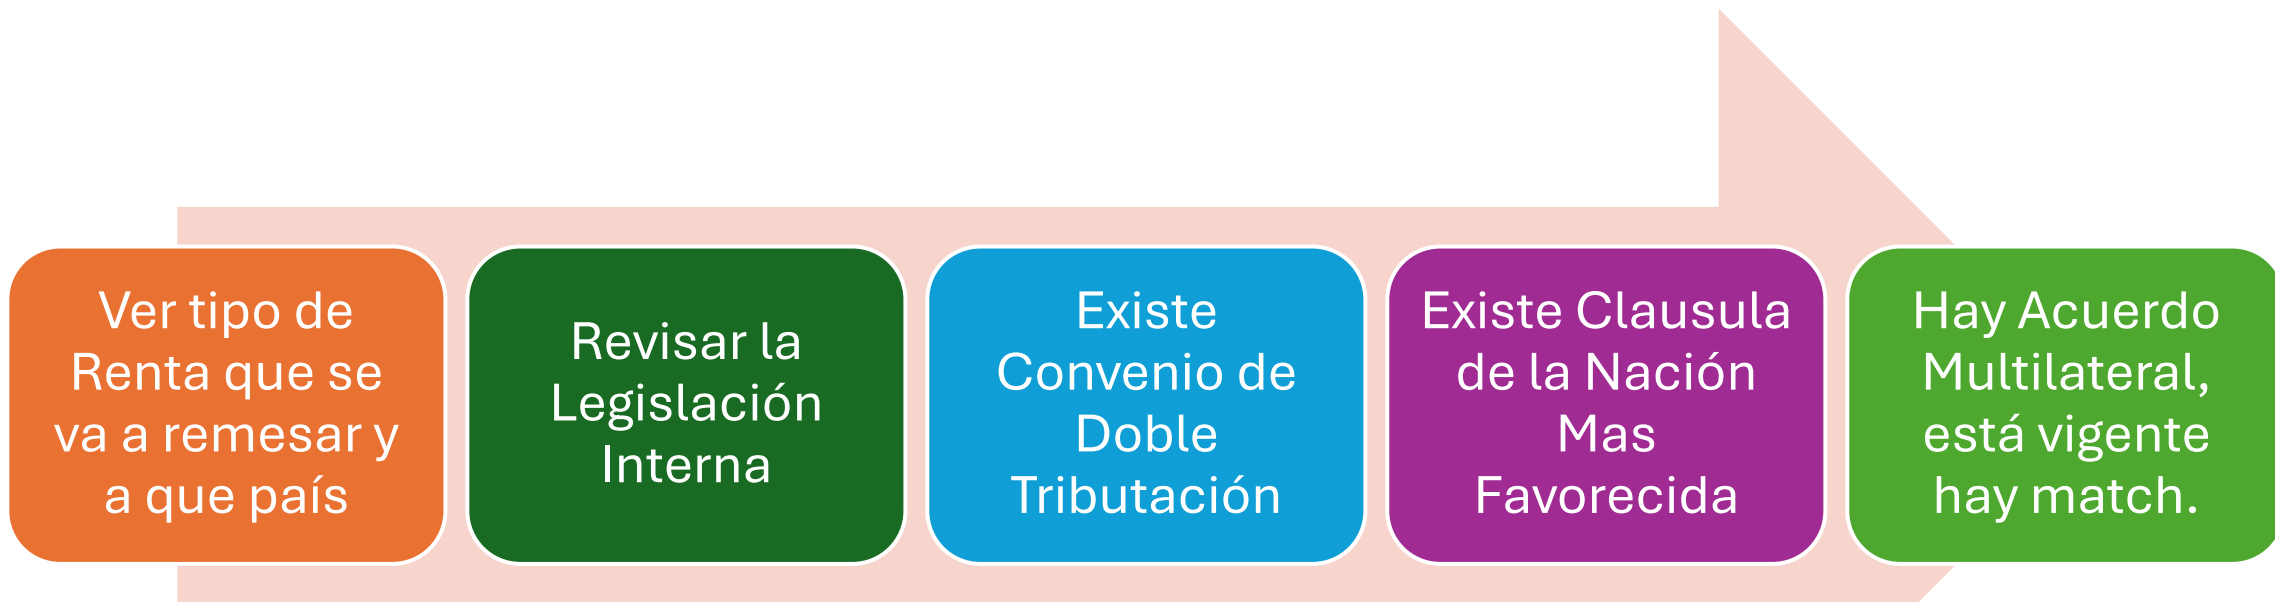 Ver tipo de
Renta que se
va a remesar y
a que país
Revisar la
Legislación
Interna
Existe
Convenio de
Doble
Tributación
Existe Clausula
de la Nación
Mas
Favorecida
Hay Acuerdo
Multilateral,
está vigente
hay match.